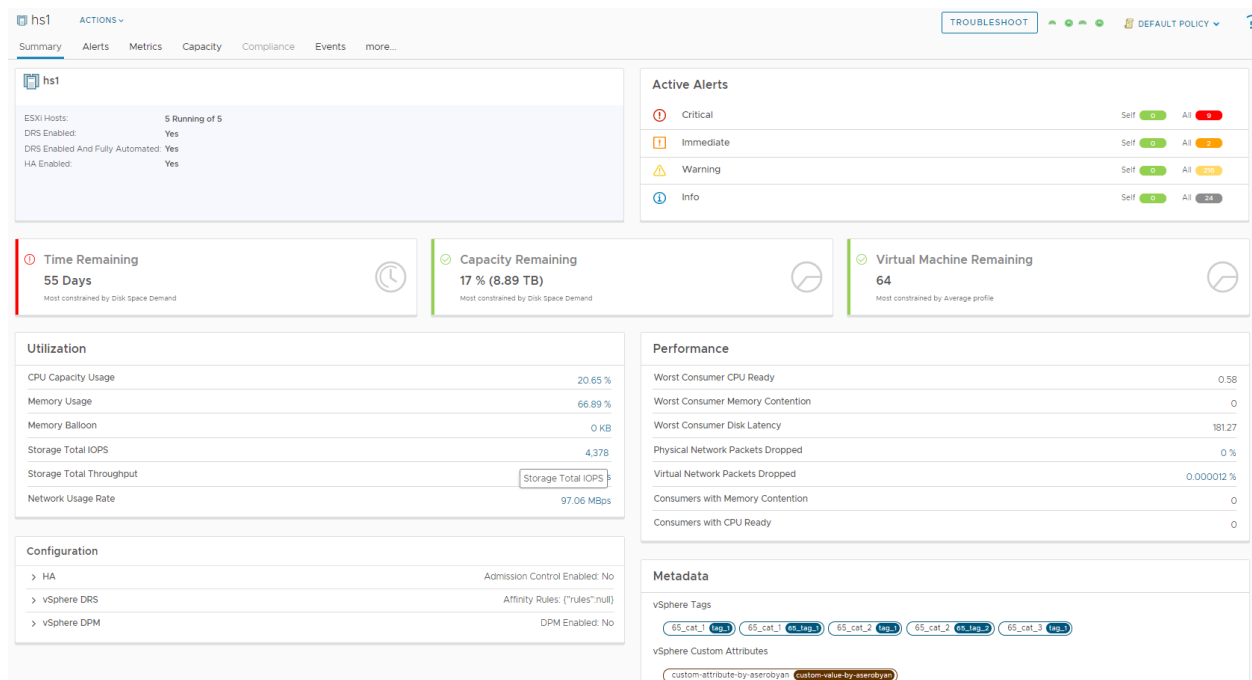 hs1 ACTIONS
TROUBLESHOOT DEFAULT POLICY
Summary Alerts Metrics Capacity Compliance Events more...
hs1
ESXi Hosts: 5 Running of 5
DRS Enabled: Yes
DRS Enabled And Fully Automated: Yes
HA Enabled: Yes
Active Alerts
Critical Self 0 All 9
Immediate Self 0 All 2
Warning Self 0 All
Info Self 0 All 24
Time Remaining
55 Days
Most constrained by Disk Space Demand
Capacity Remaining
17 % (8.89 TB)
Most constrained by Disk Space Demand
Virtual Machine Remaining
64
Most constrained by Average profile
Utilization
CPU Capacity Usage 20.65 %
Memory Usage 66.89 %
Memory Balloon 0 KB
Storage Total IOPS 4,378
Storage Total Throughput
Storage Total IOPS
Network Usage Rate 97.06 MBps
Performance
Worst Consumer CPU Ready 0.58
Worst Consumer Memory Contention 0
Worst Consumer Disk Latency 181.27
Physical Network Packets Dropped 0 %
Virtual Network Packets Dropped 0.000012 %
Consumers with Memory Contention 0
Consumers with CPU Ready 0
Configuration
HA Admission Control Enabled: No
vSphere DRS Affinity Rules: {"rules":null}
vSphere DPM DPM Enabled: No
Metadata
vSphere Tags
65_cat_1 tag_1 65_cat_1 65_tag_1 65_cat_2 tag_1 65_cat_2 65_tag_2 65_cat_3 tag_1
vSphere Custom Attributes
custom-attribute-by-aserobyan custom-value-by-aserobyan